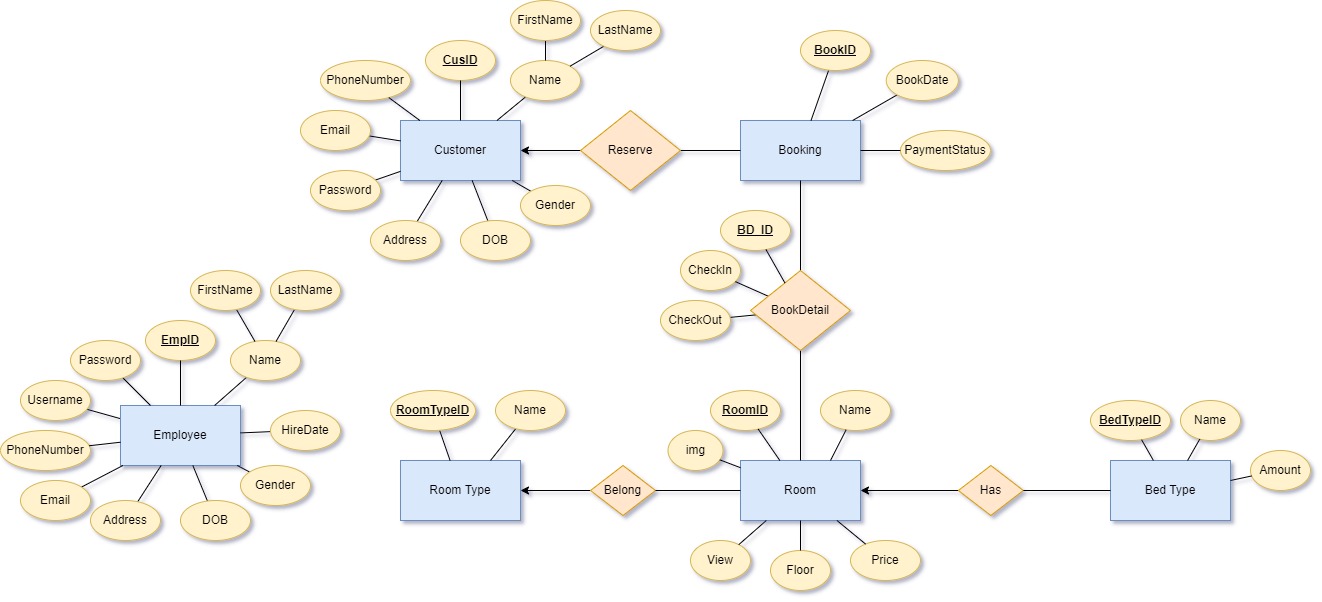 FirstName
LastName
CusID
BookID
PhoneNumber
Name
BookDate
Email
Customer
Reserve
Booking
PaymentStatus
Password
Gender
Address
DOB
BD_ID
CheckIn
BookDetail
CheckOut
FirstName
LastName
EmpID
Password
Name
Username
Employee
HireDate
PhoneNumber
Gender
Email
Address
DOB
RoomTypeID
Name
RoomID
Name
BedTypeID
Name
img
Amount
Room Type
Belong
Room
Has
Bed Type
View
Floor
Price